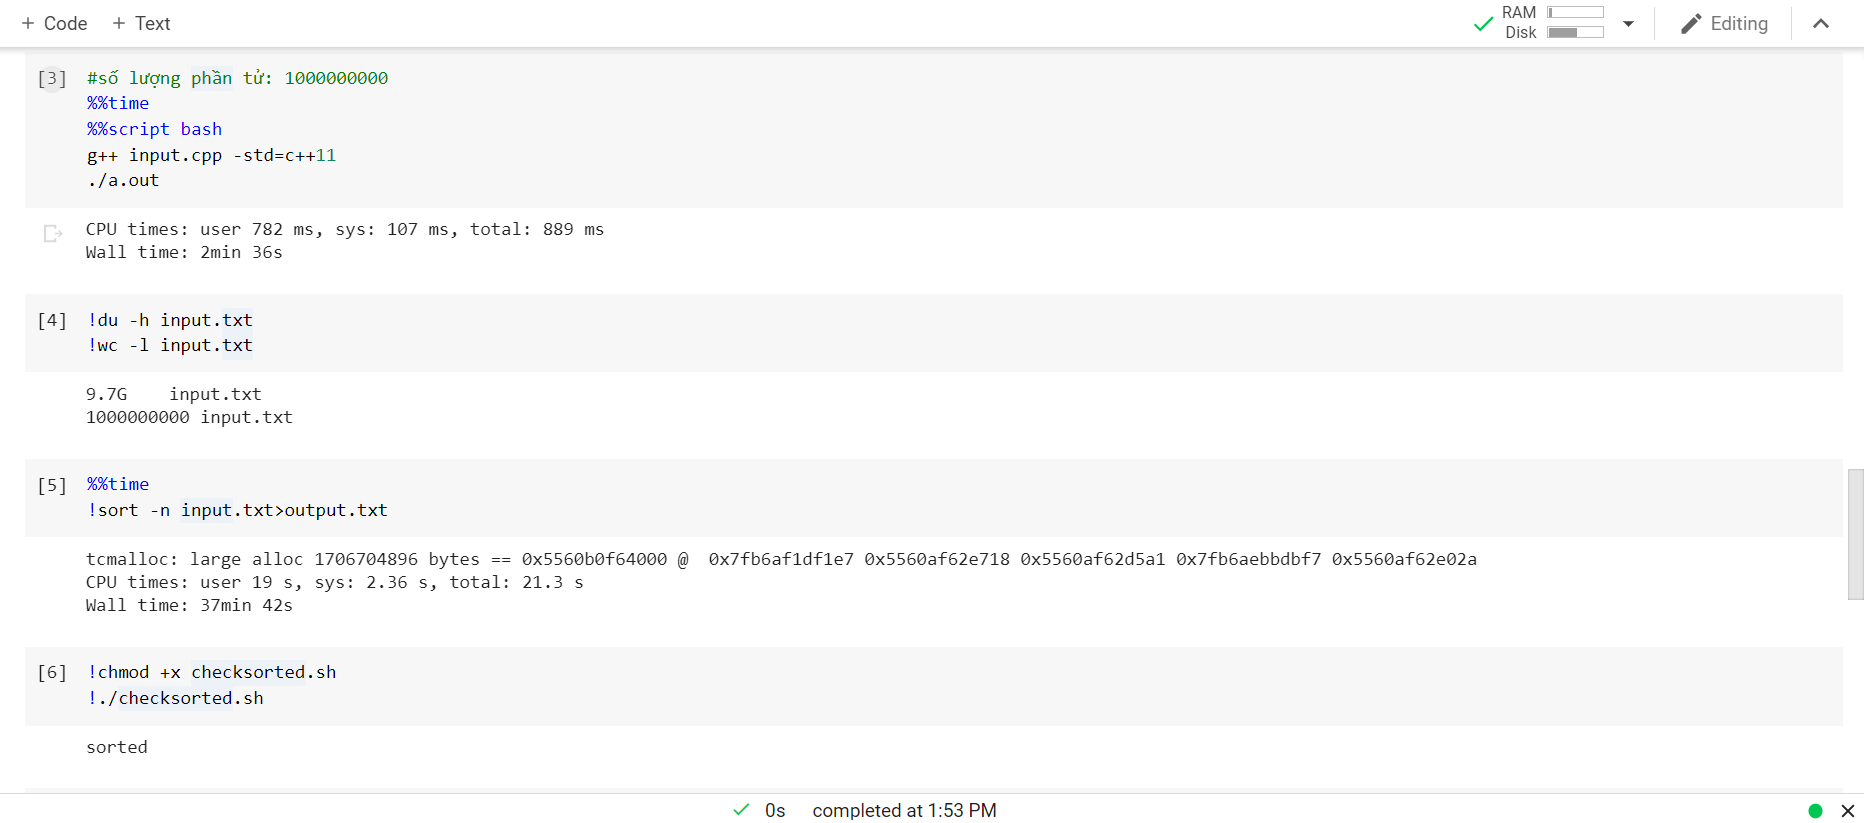 + Code + Text RAM Disk Editing
[3] #số lượng phần tử: 1000000000
%%time
%%script bash
g++ input.cpp -std=c++11
./a.out
CPU times: user 782 ms, sys: 107 ms, total: 889 ms
Wall time: 2min 36s
[4] !du -h input.txt
!wc -l input.txt
9.7G    input.txt
1000000000 input.txt
[5] %%time
!sort -n input.txt>output.txt
tcmalloc: large alloc 1706704896 bytes == 0x5560b0f64000 @  0x7fb6af1df1e7 0x5560af62e718 0x5560af62d5a1 0x7fb6aebbdbf7 0x5560af62e02a
CPU times: user 19 s, sys: 2.36 s, total: 21.3 s
Wall time: 37min 42s
[6] !chmod +x checksorted.sh
!./checksorted.sh
sorted
0s completed at 1:53 PM